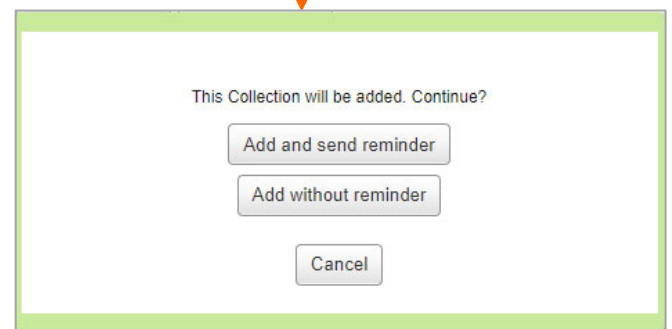 This Collection will be added. Continue?
Add and send reminder
Add without reminder
Cancel